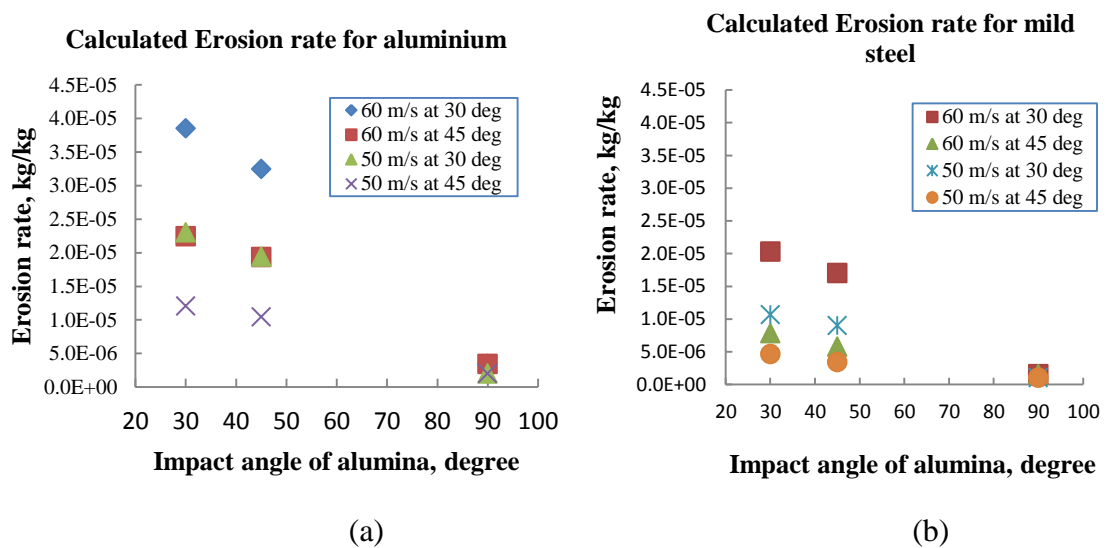 Calculated Erosion rate for aluminium
4.5E-05
4.0E-05
3.5E-05
3.0E-05
2.5E-05
2.0E-05
1.5E-05
1.0E-05
5.0E-06
0.0E+00
Erosion rate, kg/kg
60 m/s at 30 deg
60 m/s at 45 deg
50 m/s at 30 deg
50 m/s at 45 deg
20 30 40 50 60 70 80 90 100
Impact angle of alumina, degree
(a)
Calculated Erosion rate for mild
steel
4.5E-05
4.0E-05
3.5E-05
3.0E-05
2.5E-05
2.0E-05
1.5E-05
1.0E-05
5.0E-06
0.0E+00
Erosion rate, kg/kg
60 m/s at 30 deg
60 m/s at 45 deg
50 m/s at 30 deg
50 m/s at 45 deg
20 30 40 50 60 70 80 90 100
Impact angle of alumina, degree
(b)